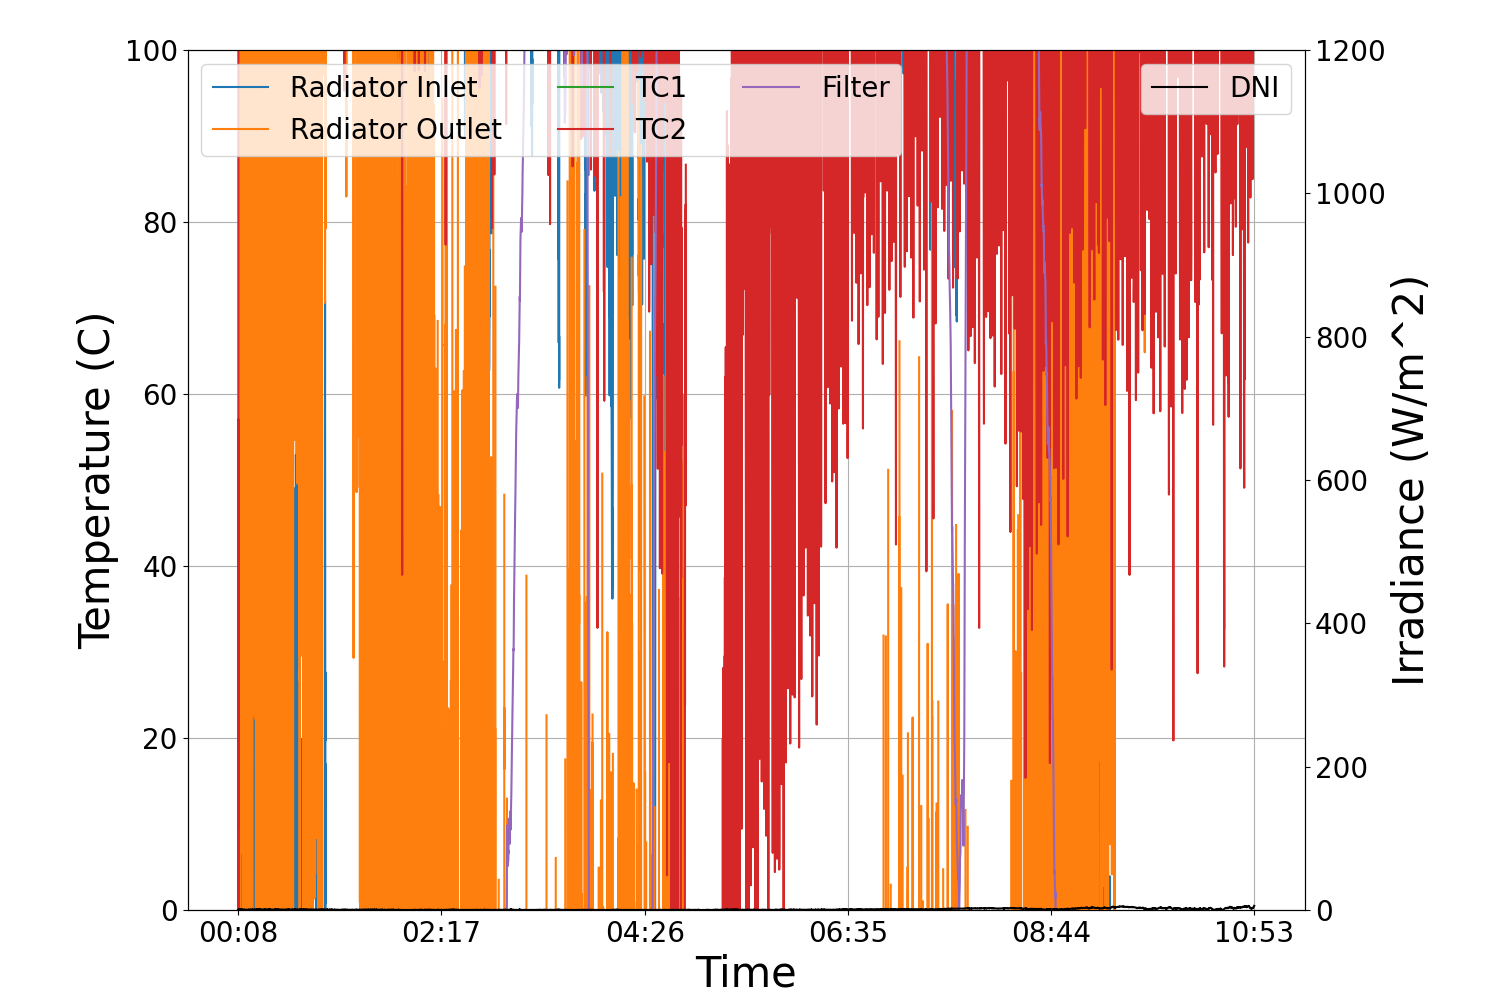 100
80
60
40
20
0
Temperature (C)
Radiator Inlet
Radiator Outlet
TC1
TC2
Filter
DNI
1200
1000
800
600
400
200
0
Irradiance (W/m^2)
00:08
02:17
04:26
06:35
08:44
10:53
Time